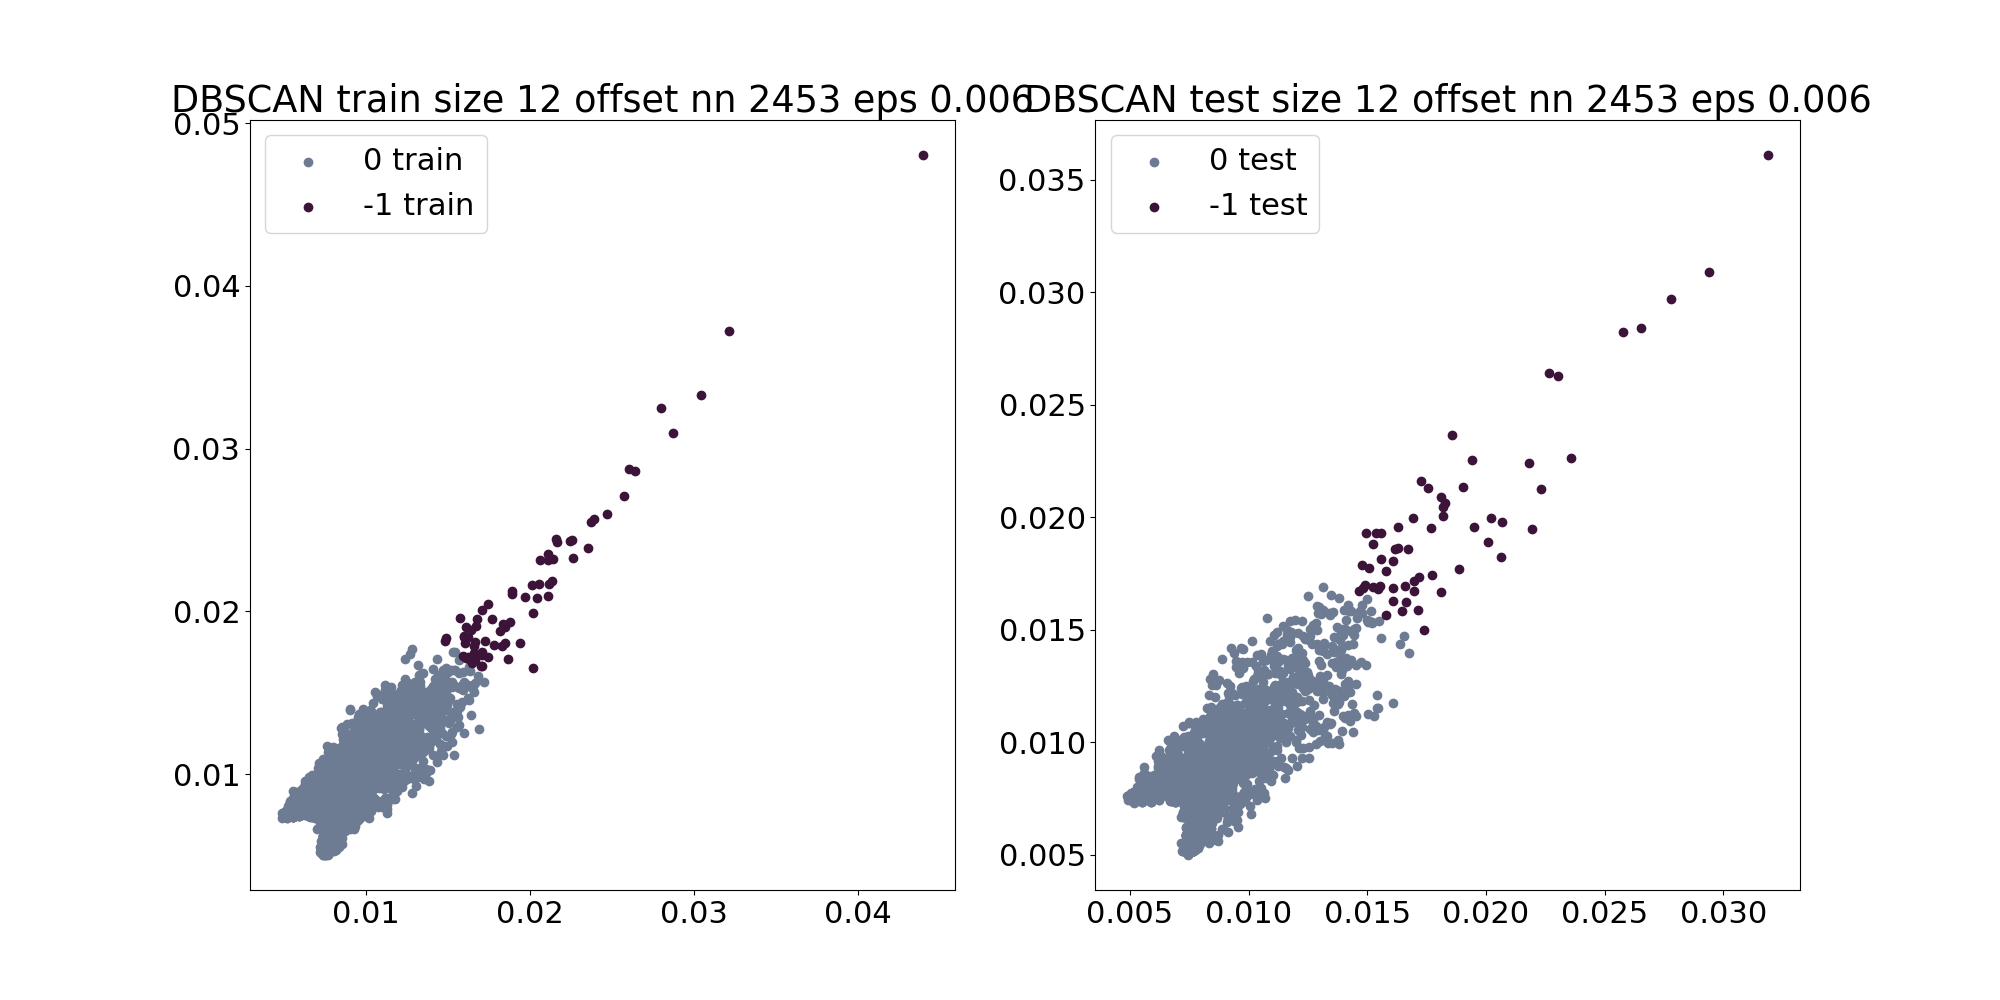 DBSCAN train size 12 offset nn 2453 eps 0.006
0 train
-1 train
0.05
0.04
0.03
0.02
0.01
0.01 0.02 0.03 0.04
DBSCAN test size 12 offset nn 2453 eps 0.006
0 test
-1 test
0.035
0.030
0.025
0.020
0.015
0.010
0.005
0.005 0.010 0.015 0.020 0.025 0.030